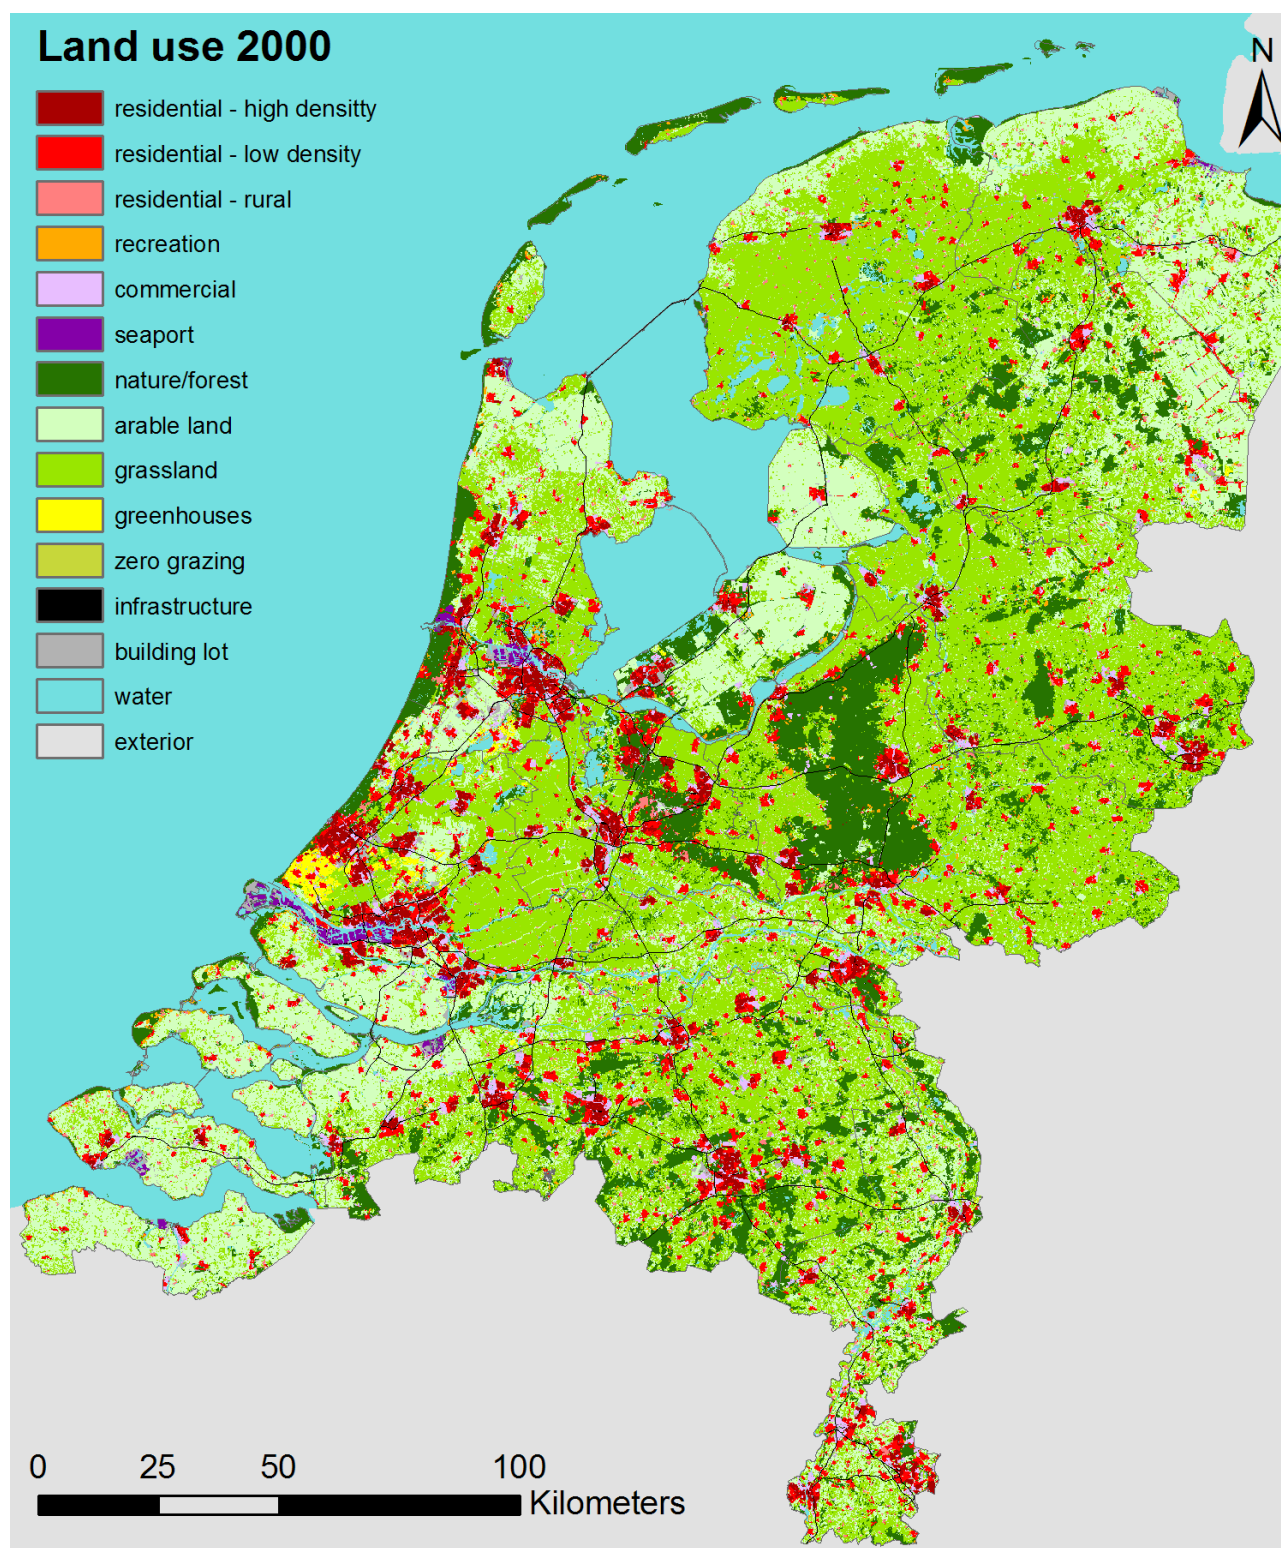 Land use 2000
N
residential - high densitty
residential - low density
residential - rural
recreation
commercial
seaport
nature/forest
arable land
grassland
greenhouses
zero grazing
infrastructure
building lot
water
exterior
0 25 50 100
Kilometers